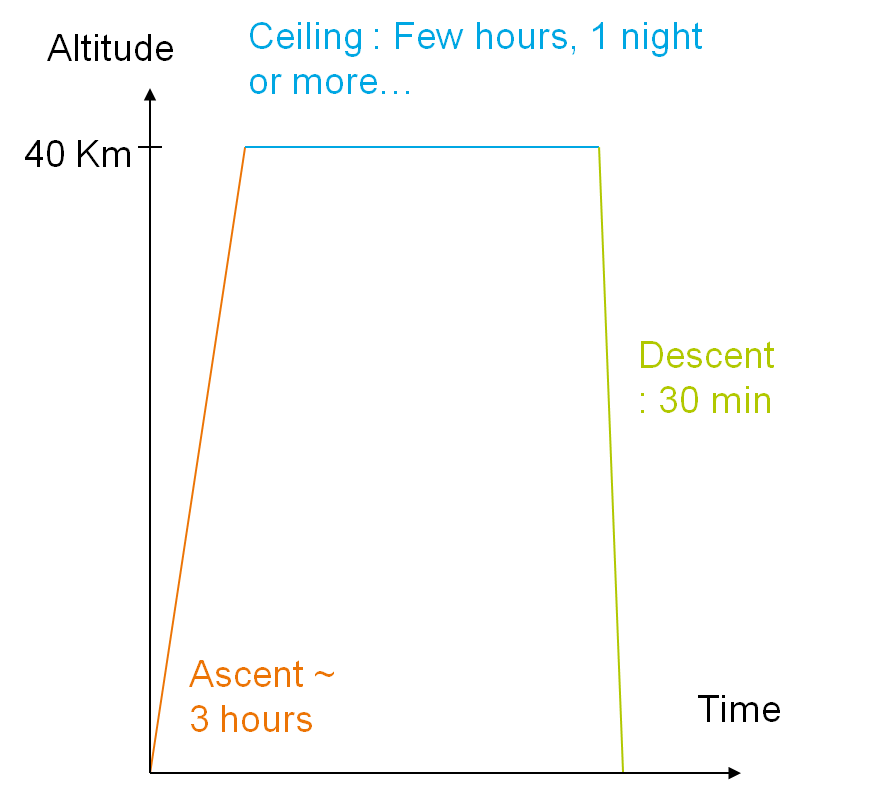 Altitude
Ceiling : Few hours, 1 night
or more...
40 Km
Descent
: 30 min
Ascent ~
3 hours
Time